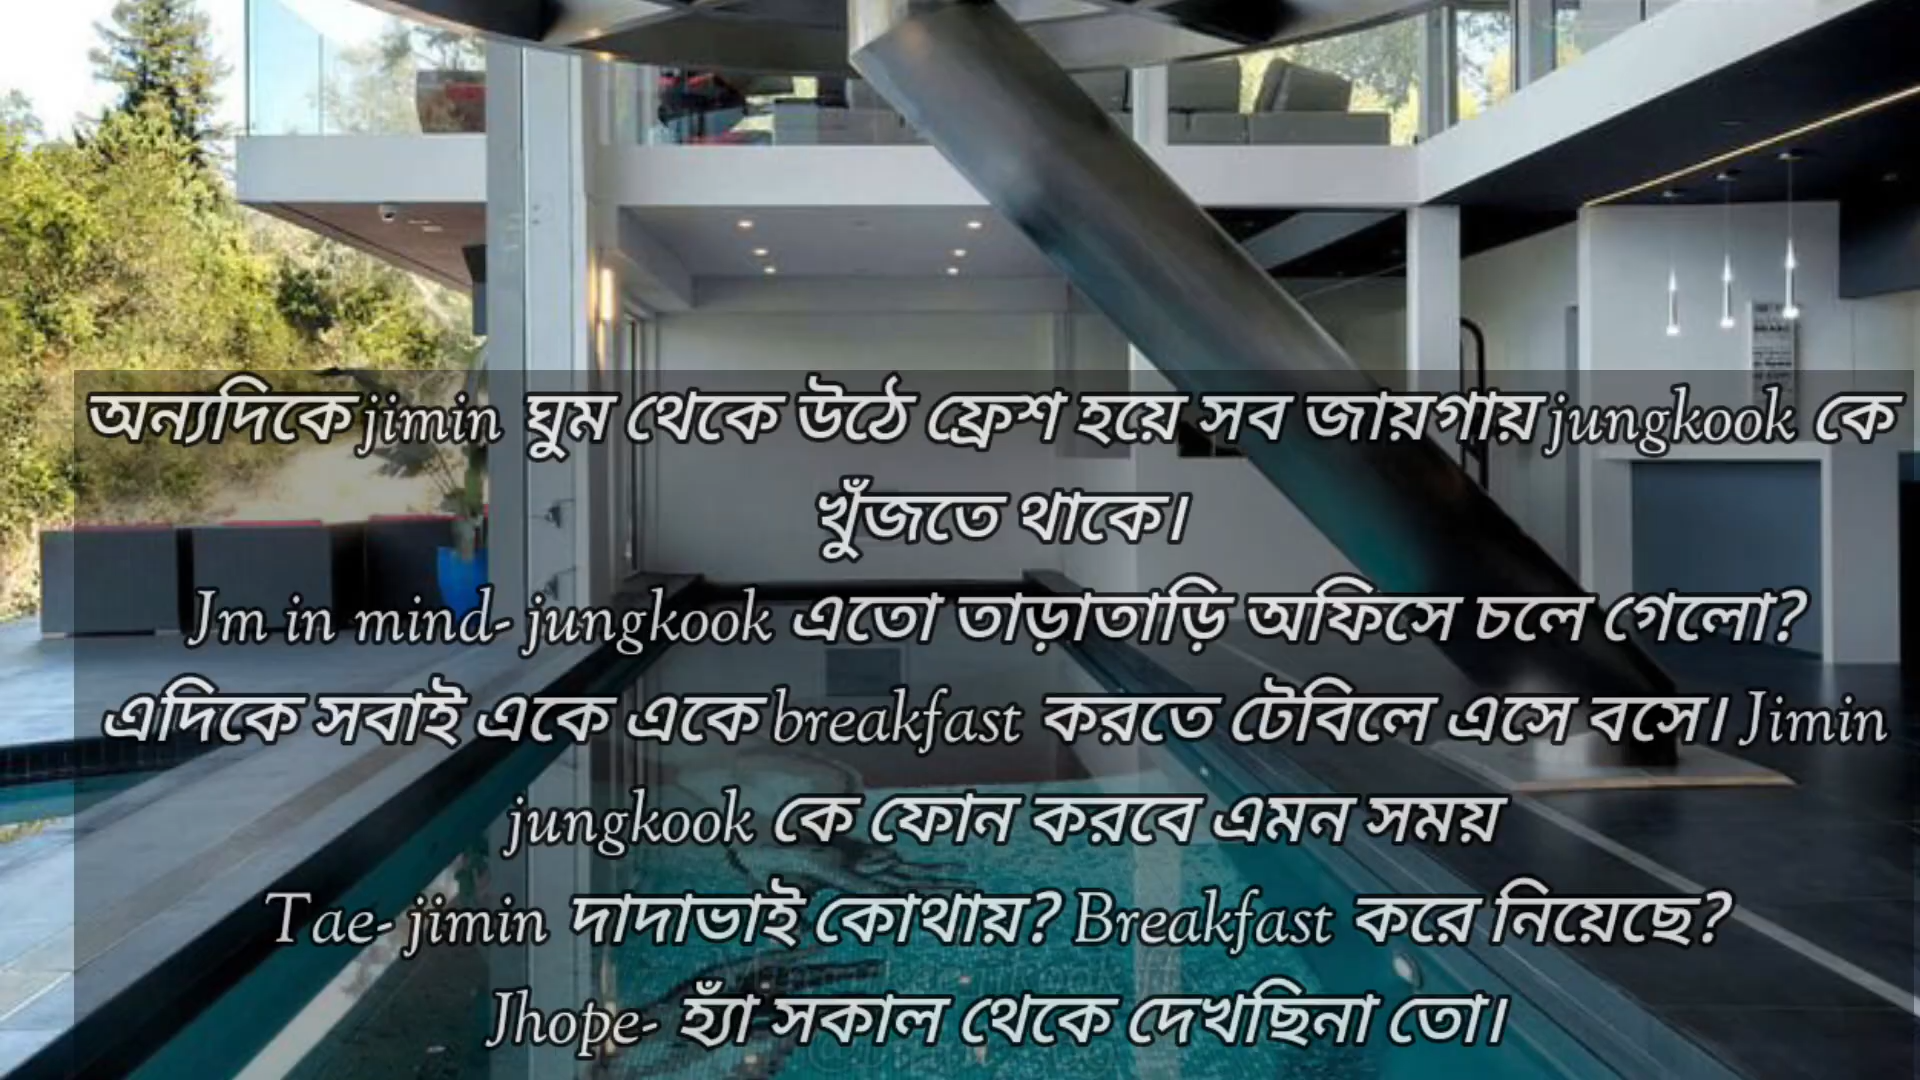 অন্যদিকে jimin ঘুম থেকে উঠে ফ্রেশ হয়ে সব জায়গায় jungkook কে
খুঁজতে থাকে।
Jm in mind- jungkook এতো তাড়াতাড়ি অফিসে চলে গেলো?
এদিকে সবাই একে একে breakfast করতে টেবিলে এসে বসে। Jimin
jungkook কে ফোন করবে এমন সময়
Tae- jimin দাদাভাই কোথায়? Breakfast করে নিয়েছে?
Jhope- হ্যাঁ সকাল থেকে দেখছিনা তো।